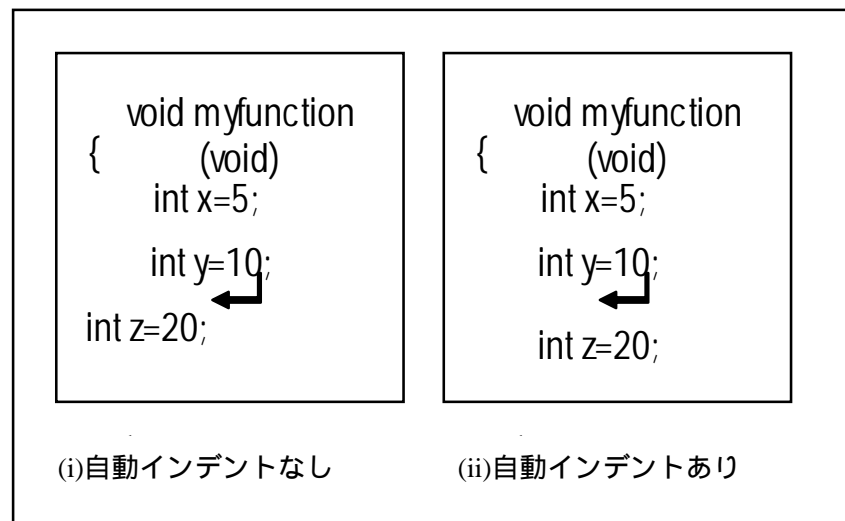 void myfunction
{ (void)
int x=5;
int y=10;
int z=20;
(i)自動インデントなし
void myfunction
{ (void)
int x=5;
int y=10;
int z=20;
(ii)自動インデントあり